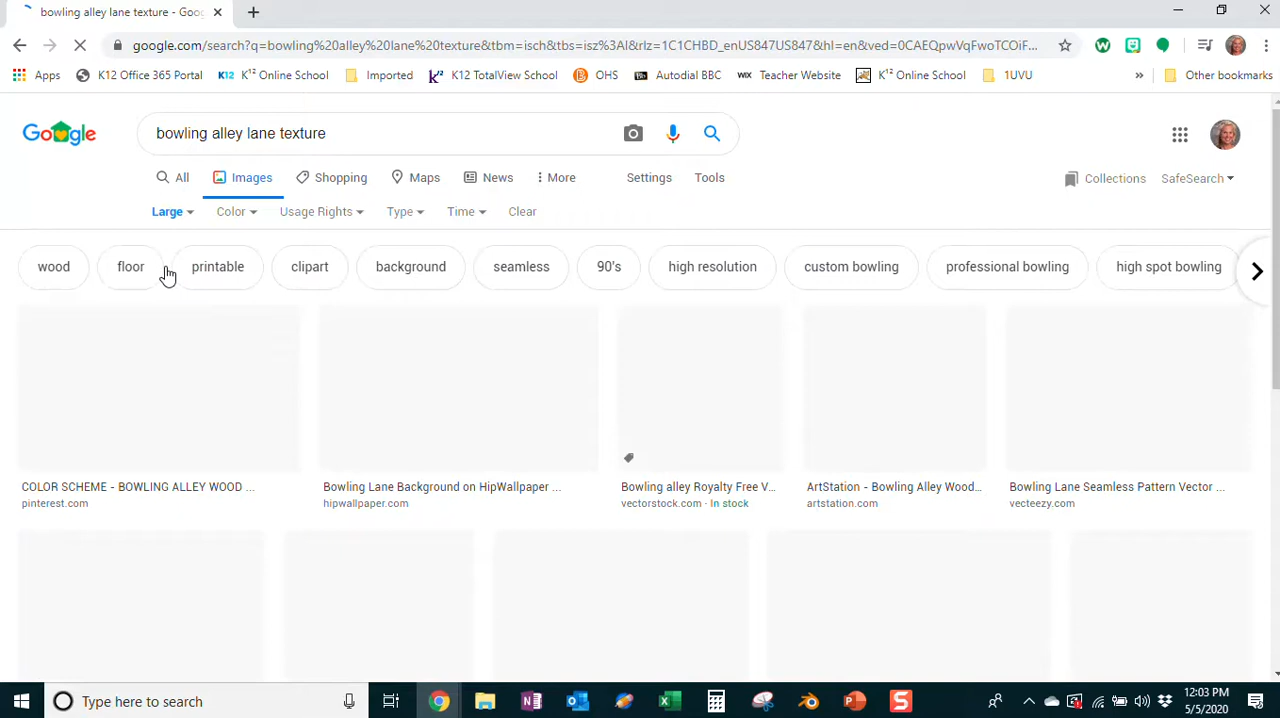 bowling alley lane texture - Goo
google.com/search?q=bowling%20alley%20lane%20texture&tbm=isch&tbs=isz%3Al&rlz=1C1CHBD_enUS847US847&hl=en&ved=0CAEQpwVqFwoTCOiF...
Apps K12 Office 365 Portal K12 K¹² Online School Imported K12 TotalView School OHS Autodial BBC... WIX Teacher Website K¹² Online School 1UVU » Other bookmarks
Google bowling alley lane texture
All Images Shopping Maps News More Settings Tools Collections SafeSearch
Large Color Usage Rights Type Time Clear
wood floor printable clipart background seamless 90's high resolution custom bowling professional bowling high spot bowling
COLOR SCHEME - BOWLING ALLEY WOOD ... Bowling Lane Background on HipWallpaper ... Bowling alley Royalty Free V... ArtStation - Bowling Alley Wood... Bowling Lane Seamless Pattern Vector ...
pinterest.com hipwallpaper.com vectorstock.com · In stock artstation.com vecteezy.com
Type here to search 12:03 PM
5/5/2020